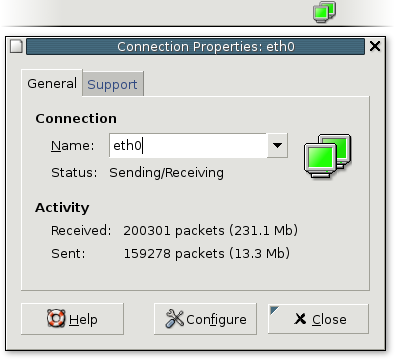 Connection Properties: eth0
General Support
Connection
Name: eth0
Status: Sending/Receiving
Activity
Received: 200301 packets (231.1 Mb)
Sent: 159278 packets (13.3 Mb)
Help Configure Close